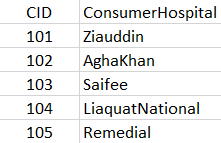 CID ConsumerHospital
101 Ziauddin
102 AghaKhan
103 Saifee
104 LiaquatNational
105 Remedial